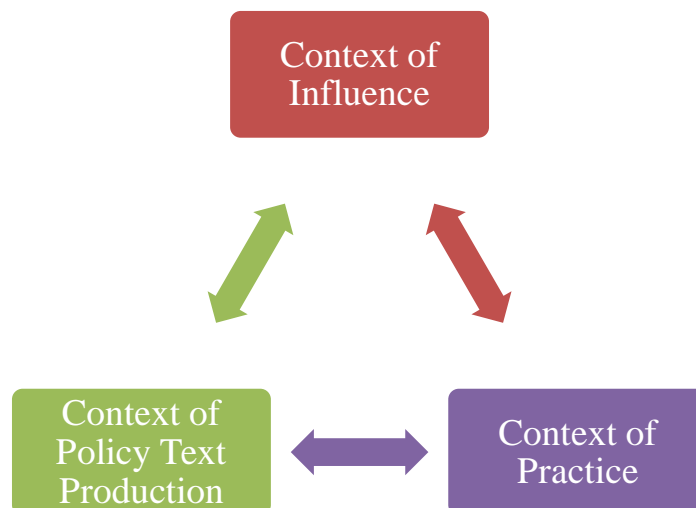 Context of
Influence
Context of
Policy Text
Production
Context of
Practice